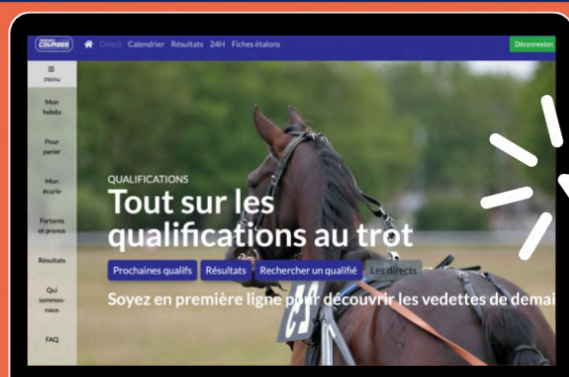 COURSES
Direct Calendrier Résultats 24H Fiches étalons
Déconnexion
menu
Mon
hebdo
Pour
parier
Mon
écurie
Partants
et pronos
Résultats
Qui
sommes-
nous
FAQ
QUALIFICATIONS
Tout sur les
qualifications au trot
Prochaines qualifs Résultats Rechercher un qualifié Les directs
Soyez en première ligne pour découvrir les vedettes de demai